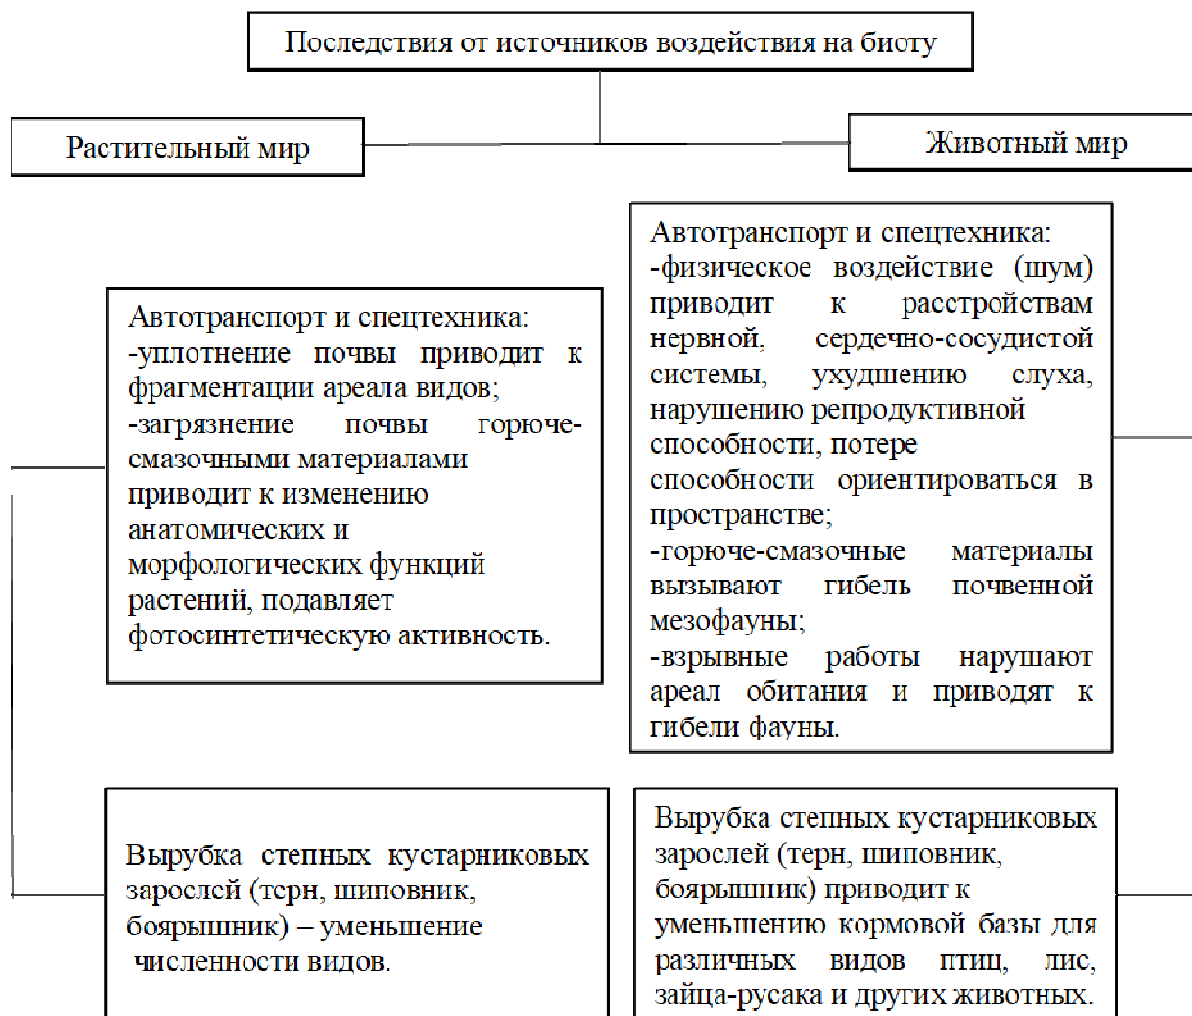 Последствия от источников воздействия на биоту
Растительный мир
Животный мир
Автотранспорт и спецтехника:
-уплотнение почвы приводит к
фрагментации ареала видов;
-загрязнение почвы горюче-
смазочными материалами
приводит к изменению
анатомических и
морфологических функций
растений, подавляет
фотосинтетическую активность.
Автотранспорт и спецтехника:
-физическое воздействие (шум)
приводит к расстройствам
нервной, сердечно-сосудистой
системы, ухудшению слуха,
нарушению репродуктивной
способности, потере
способности ориентироваться в
пространстве;
-горюче-смазочные материалы
вызывают гибель почвенной
мезофауны;
-взрывные работы нарушают
ареал обитания и приводят к
гибели фауны.
Вырубка степных кустарниковых
зарослей (терн, шиповник,
боярышник) – уменьшение
численности видов.
Вырубка степных кустарниковых
зарослей (терн, шиповник,
боярышник) приводит к
уменьшению кормовой базы для
различных видов птиц, лис,
зайца-русака и других животных.